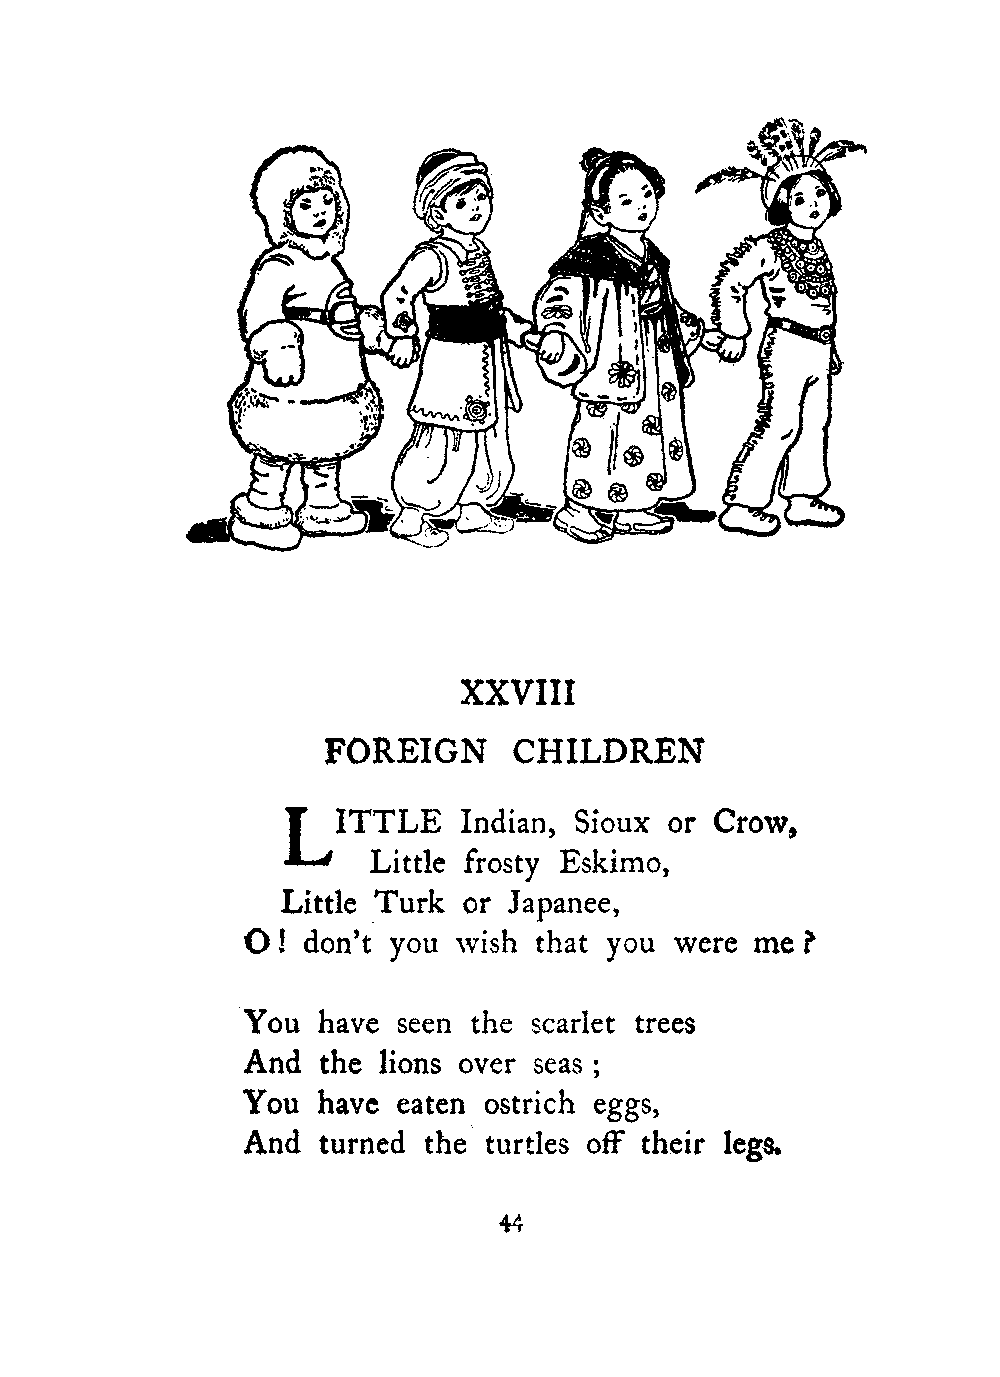 XXVIII
FOREIGN CHILDREN
LITTLE Indian, Sioux or Crow,
Little frosty Eskimo,
Little Turk or Japanee,
O! don't you wish that you were me?
You have seen the scarlet trees
And the lions over seas;
You have eaten ostrich eggs,
And turned the turtles off their legs.
44